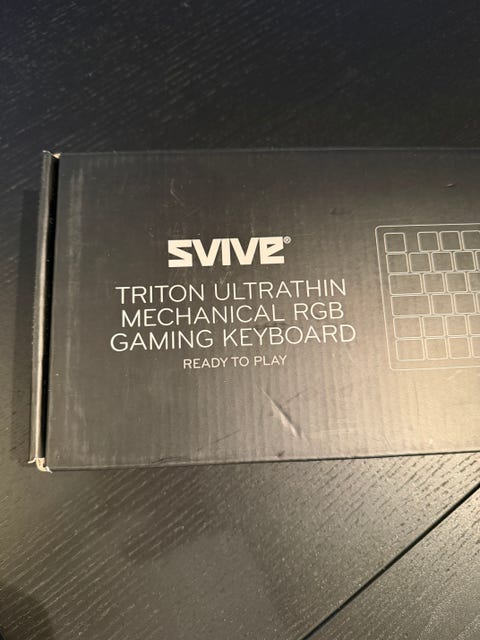 SVIVE®
TRITON ULTRATHIN
MECHANICAL RGB
GAMING KEYBOARD
READY TO PLAY